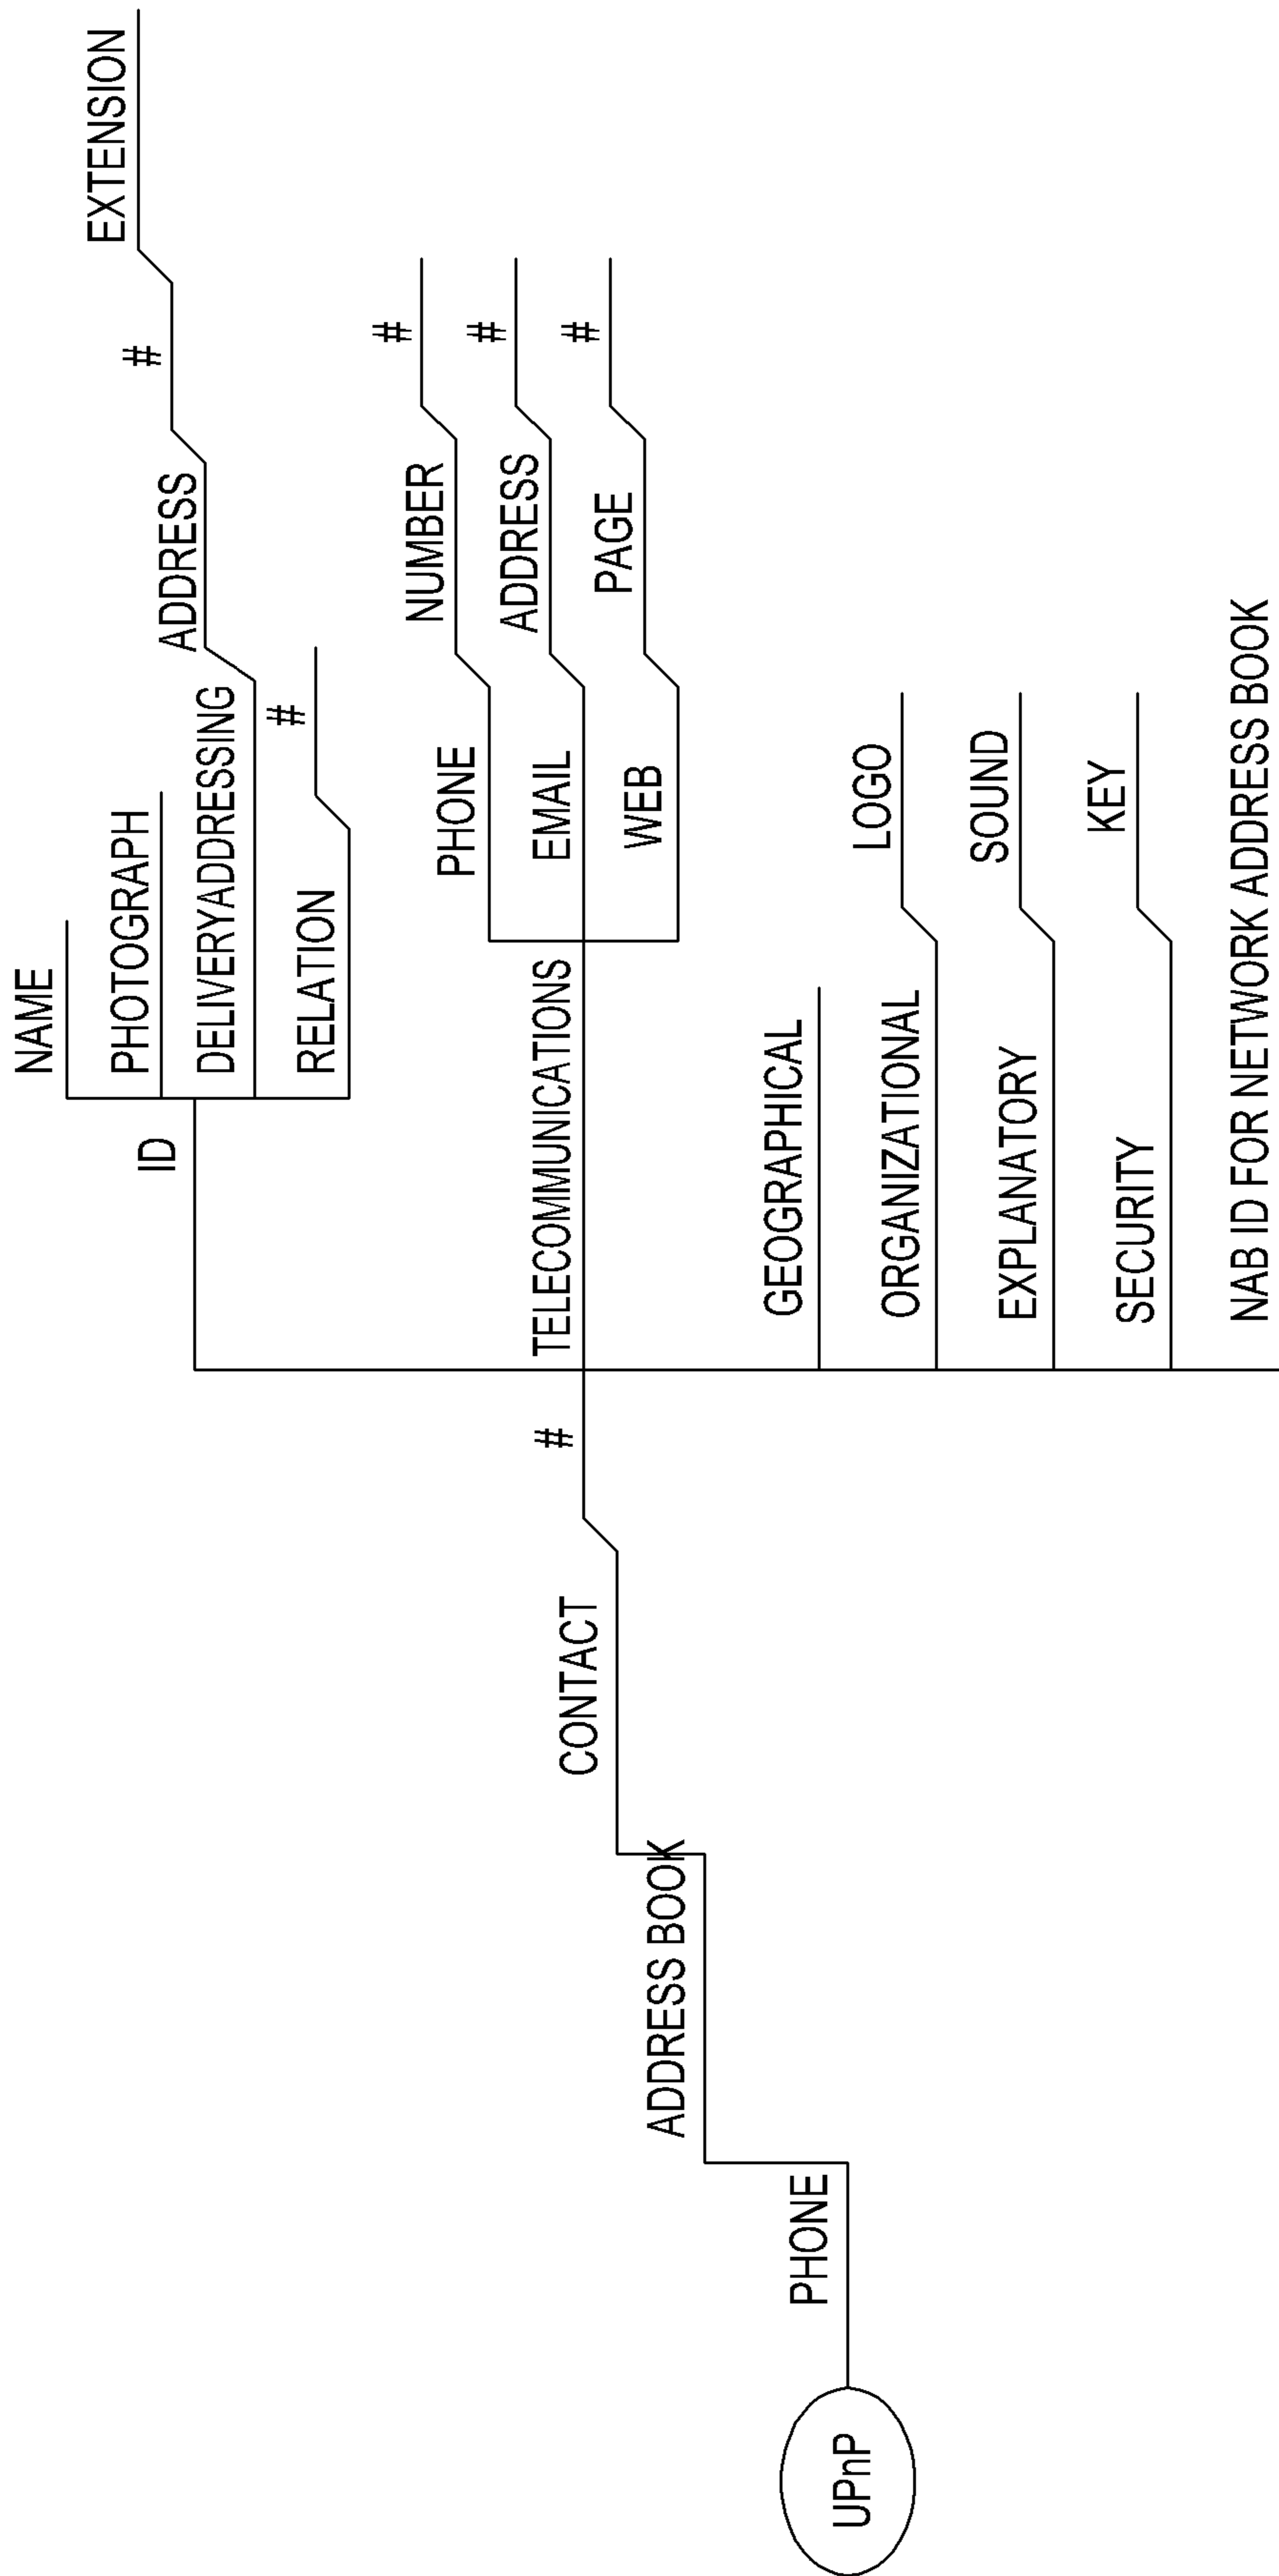 UPnP
PHONE
ADDRESS BOOK
CONTACT
#
ID
NAME
PHOTOGRAPH
DELIVERYADDRESSING
ADDRESS
#
EXTENSION
RELATION
#
TELECOMMUNICATIONS
PHONE
NUMBER
#
EMAIL
ADDRESS
#
WEB
PAGE
#
GEOGRAPHICAL
ORGANIZATIONAL
LOGO
EXPLANATORY
SOUND
SECURITY
KEY
NAB ID FOR NETWORK ADDRESS BOOK